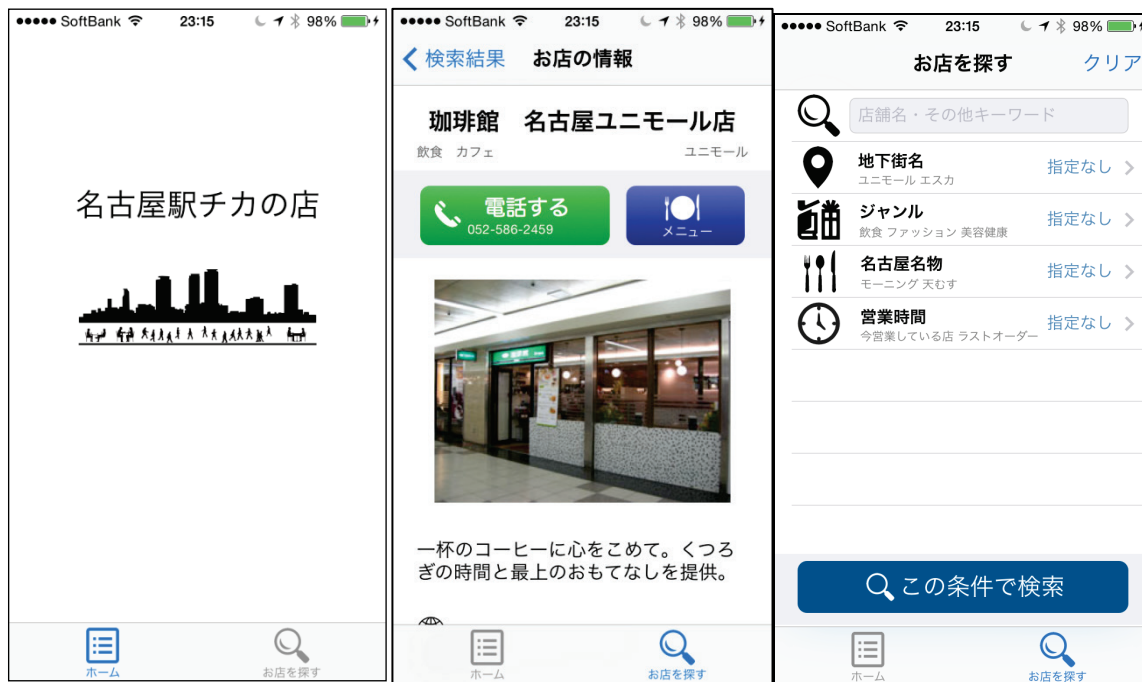 SoftBank 23:15 98%
名古屋駅チカの店
ホーム お店を探す
SoftBank 23:15 98%
検索結果 お店の情報
珈琲館 名古屋ユニモール店
飲食 カフェ ユニモール
電話する
052-586-2459
メニュー
珈琲館
一杯のコーヒーに心をこめて。くつろ
ぎの時間と最上のおもてなしを提供。
ホーム お店を探す
SoftBank 23:15 98%
お店を探す クリア
店舗名・その他キーワード
地下街名 指定なし
ユニモール エスカ
ジャンル 指定なし
飲食 ファッション 美容健康
名古屋名物 指定なし
モーニング 天むす
営業時間 指定なし
今営業している店 ラストオーダー
この条件で検索
ホーム お店を探す